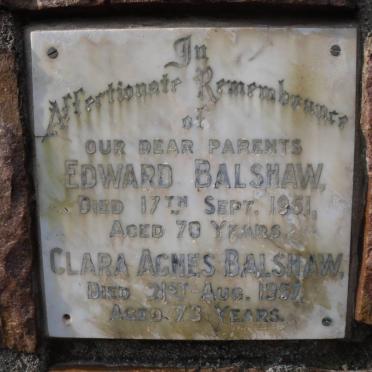 In
Affectionate Remembrance
of
OUR DEAR PARENTS
EDWARD BALSHAW,
DIED 17TH SEPT. 1951,
AGED 70 YEARS.
CLARA AGNES BALSHAW,
DIED 21ST AUG. 1957,
AGED 73 YEARS.